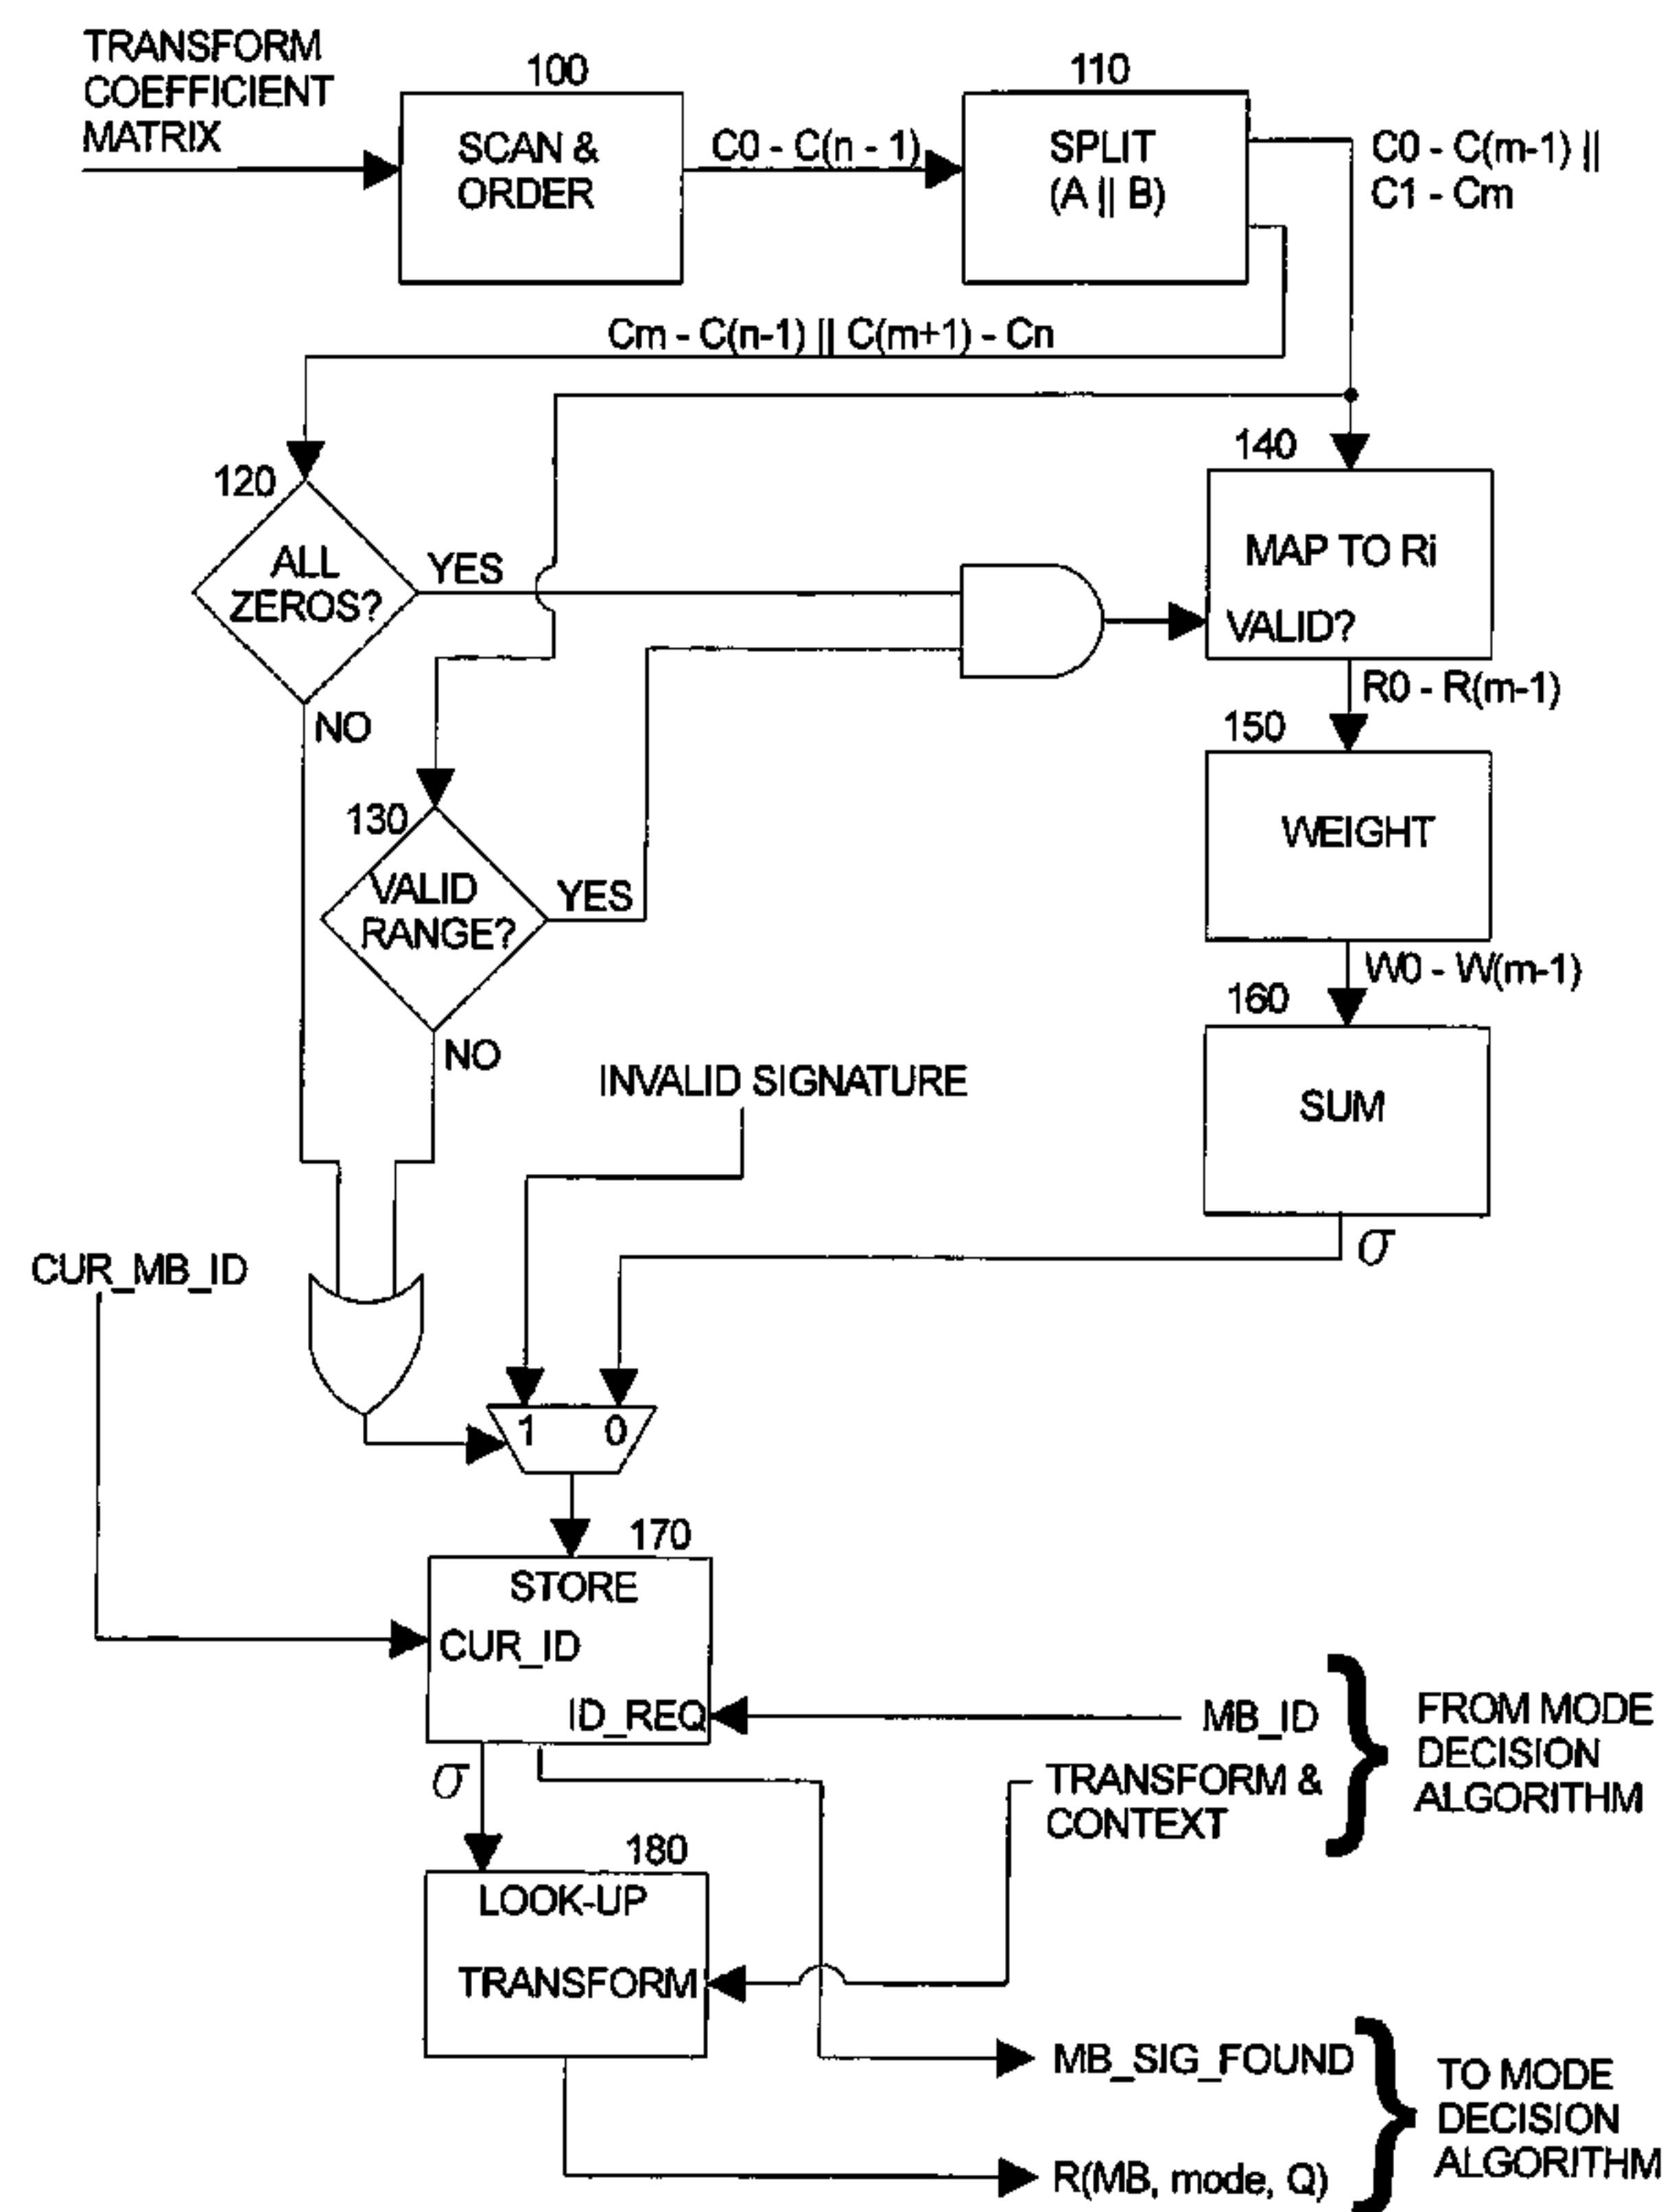 TRANSFORM
COEFFICIENT
MATRIX
100
SCAN &
ORDER
C0 - C(n - 1)
110
SPLIT
(A || B)
C0 - C(m-1) ||
C1 - Cm
Cm - C(n-1) || C(m+1) - Cn
120
ALL
ZEROS?
YES
NO
140
MAP TO Ri
VALID?
R0 - R(m-1)
130
VALID
RANGE?
YES
NO
150
WEIGHT
W0 - W(m-1)
160
SUM
σ
INVALID SIGNATURE
CUR_MB_ID
1 0
170
STORE
CUR_ID
ID_REQ
MB_ID
TRANSFORM &
CONTEXT
FROM MODE
DECISION
ALGORITHM
σ
180
LOOK-UP
TRANSFORM
MB_SIG_FOUND
R(MB, mode, Q)
TO MODE
DECISION
ALGORITHM